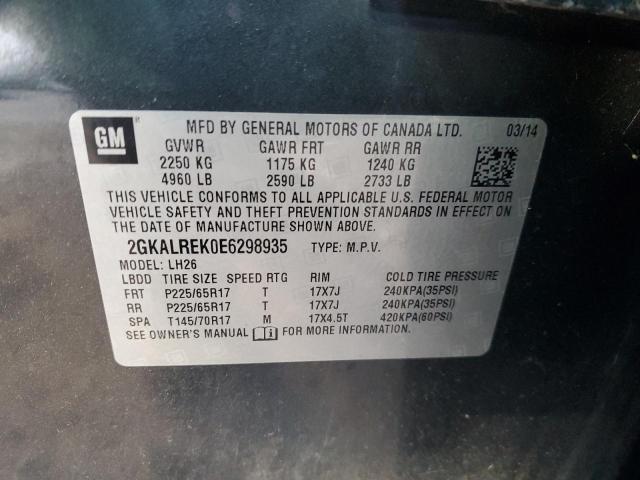 GM
MFD BY GENERAL MOTORS OF CANADA LTD. 03/14
GVWR GAWR FRT GAWR RR
2250 KG 1175 KG 1240 KG
4960 LB 2590 LB 2733 LB
THIS VEHICLE CONFORMS TO ALL APPLICABLE U.S. FEDERAL MOTOR
VEHICLE SAFETY AND THEFT PREVENTION STANDARDS IN EFFECT ON THE DATE OF
MANUFACTURE SHOWN ABOVE.
2GKALREK0E6298935 TYPE: M.P.V.
MODEL: LH26
LBDD TIRE SIZE SPEED RTG RIM COLD TIRE PRESSURE
FRT P225/65R17 T 17X7J 240KPA(35PSI)
RR P225/65R17 T 17X7J 240KPA(35PSI)
SPA T145/70R17 M 17X4.5T 420KPA(60PSI)
SEE OWNER'S MANUAL FOR MORE INFORMATION.